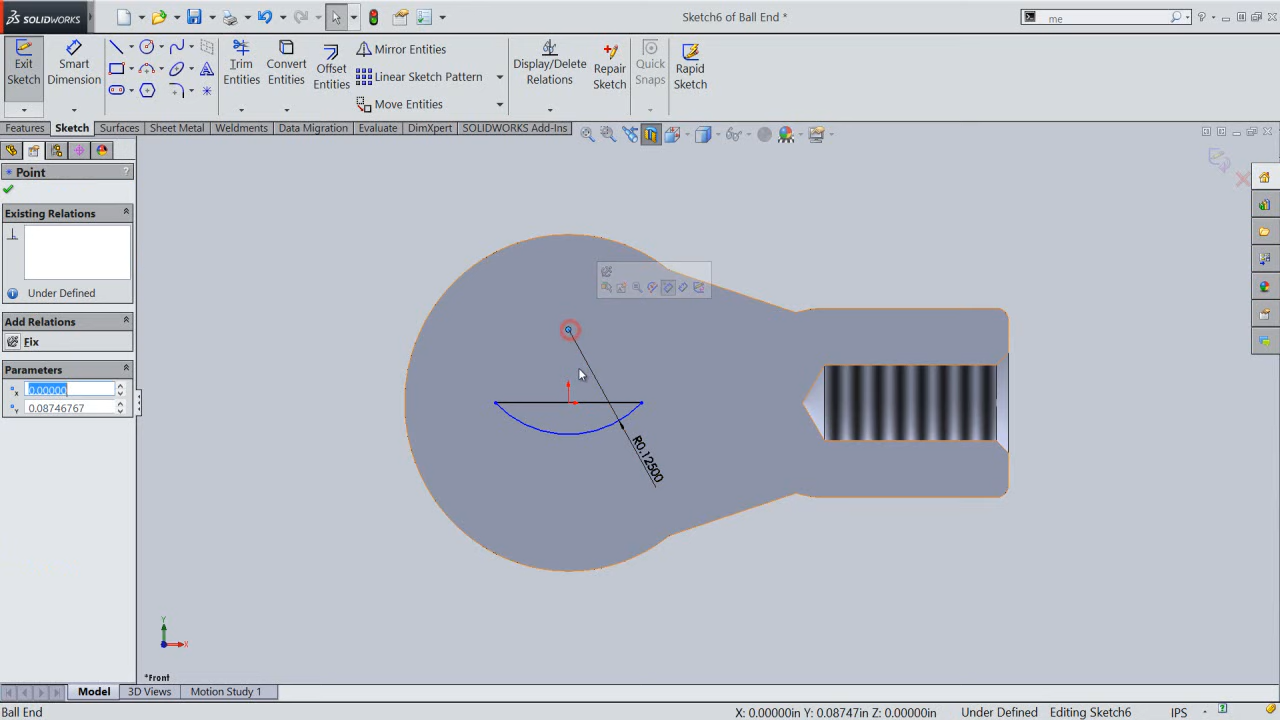 SOLIDWORKS
Sketch6 of Ball End *
me
Exit Sketch
Smart Dimension
Trim Entities
Convert Entities
Offset Entities
Mirror Entities
Linear Sketch Pattern
Move Entities
Display/Delete Relations
Repair Sketch
Quick Snaps
Rapid Sketch
Features
Sketch
Surfaces
Sheet Metal
Weldments
Data Migration
Evaluate
DimXpert
SOLIDWORKS Add-Ins
Point
?
Existing Relations
Under Defined
Add Relations
Fix
Parameters
0.00000
0.08746767
R0.12500
Y
X
*Front
Model
3D Views
Motion Study 1
Ball End
X: 0.00000in Y: 0.08747in Z: 0.00000in
Under Defined
Editing Sketch6
IPS